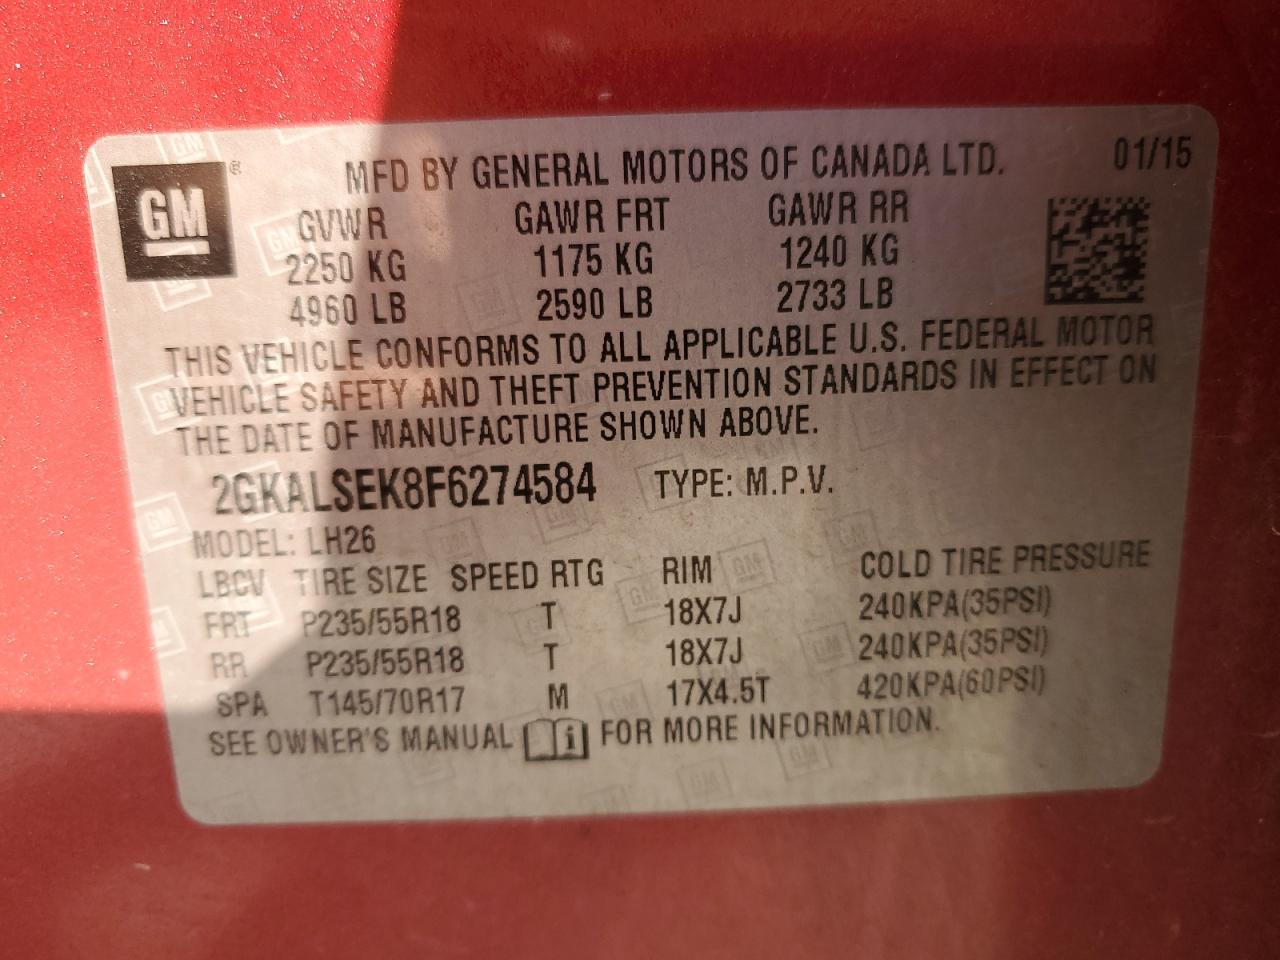 MFD BY GENERAL MOTORS OF CANADA LTD. 01/15
GM®
GVWR GAWR FRT GAWR RR
2250 KG 1175 KG 1240 KG
4960 LB 2590 LB 2733 LB
THIS VEHICLE CONFORMS TO ALL APPLICABLE U.S. FEDERAL MOTOR
VEHICLE SAFETY AND THEFT PREVENTION STANDARDS IN EFFECT ON
THE DATE OF MANUFACTURE SHOWN ABOVE.
2GKALSEK8F6274584 TYPE: M.P.V.
MODEL: LH26
LBCV TIRE SIZE SPEED RTG RIM COLD TIRE PRESSURE
FRT P235/55R18 T 18X7J 240KPA(35PSI)
RR P235/55R18 T 18X7J 240KPA(35PSI)
SPA T145/70R17 M 17X4.5T 420KPA(60PSI)
SEE OWNER'S MANUAL i FOR MORE INFORMATION.